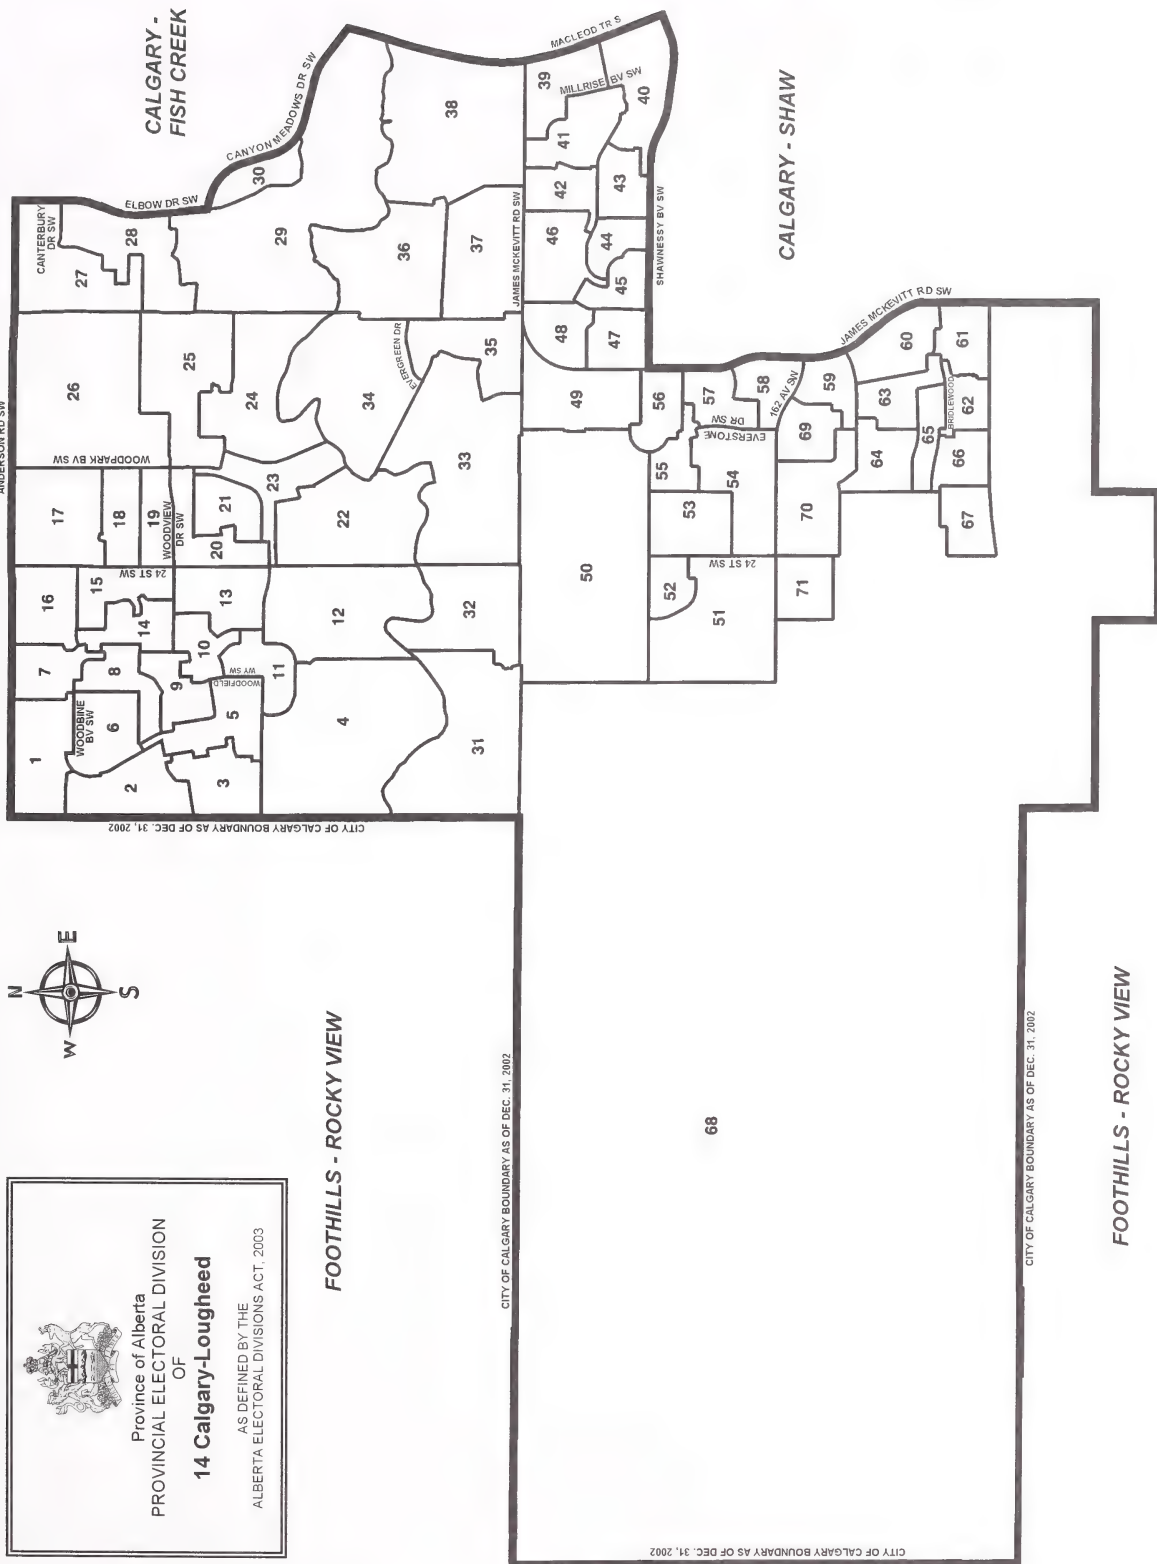 Province of Alberta
PROVINCIAL ELECTORAL DIVISION
OF
14 Calgary-Lougheed
AS DEFINED BY THE
ALBERTA ELECTORAL DIVISIONS ACT, 2003
N
W
E
S
FOOTHILLS - ROCKY VIEW
CITY OF CALGARY BOUNDARY AS OF DEC. 31, 2002
ANDERSON RD SW
CALGARY -
FISH CREEK
CANTERBURY
DR SW
ELBOW DR SW
CANYON MEADOWS DR SW
MACLEOD TR S
WOODPARK BV SW
WOODBINE
BV SW
WOODVIEW
DR SW
24 ST SW
WOODFIELD
WY SW
EVERGREEN DR
JAMES MCKEVITT RD SW
MILLRISE BV SW
SHAWNESSY BV SW
CALGARY - SHAW
1
2
3
4
5
6
7
8
9
10
11
12
13
14
15
16
17
18
19
20
21
22
23
24
25
26
27
28
29
30
31
32
33
34
35
36
37
38
39
40
41
42
43
44
45
46
47
48
49
50
51
52
53
54
55
56
57
58
59
60
61
62
63
64
65
66
67
68
69
70
71
24 ST SW
EVERSTONE
DR SW
162 AV SW
JAMES MCKEVITT RD SW
BRIDLEWOOD
CITY OF CALGARY BOUNDARY AS OF DEC. 31, 2002
CITY OF CALGARY BOUNDARY AS OF DEC. 31, 2002
CITY OF CALGARY BOUNDARY AS OF DEC. 31, 2002
FOOTHILLS - ROCKY VIEW